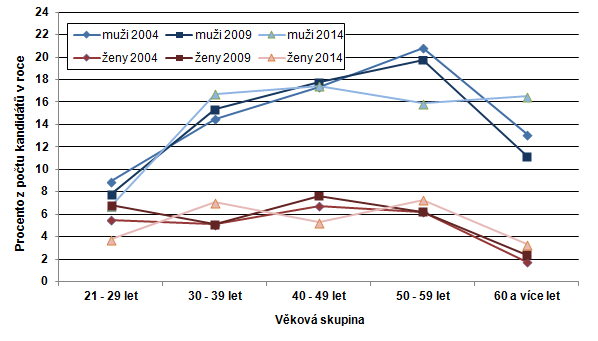 24
22
20
18
16
14
12
10
8
6
4
2
0
muži 2004 muži 2009 muži 2014
ženy 2004 ženy 2009 ženy 2014
Procento z počtu kandidátů v roce
21 - 29 let 30 - 39 let 40 - 49 let 50 - 59 let 60 a více let
Věková skupina